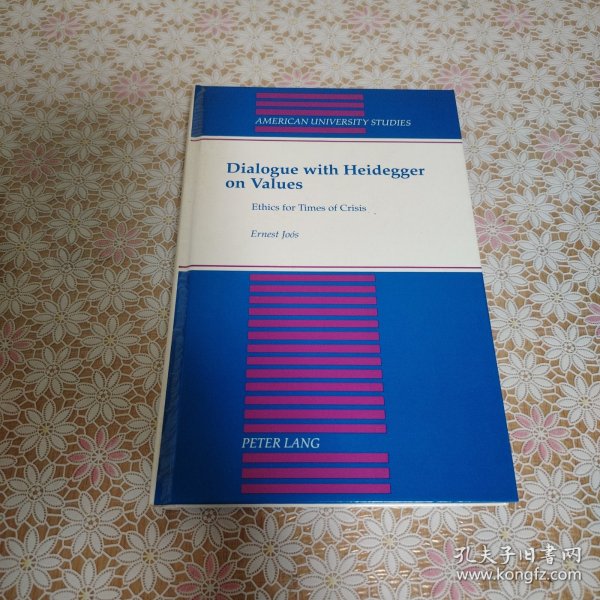 AMERICAN UNIVERSITY STUDIES
Dialogue with Heidegger
on Values
Ethics for Times of Crisis
Ernest Joós
PETER LANG
孔夫子旧书网
www.kongfz.com